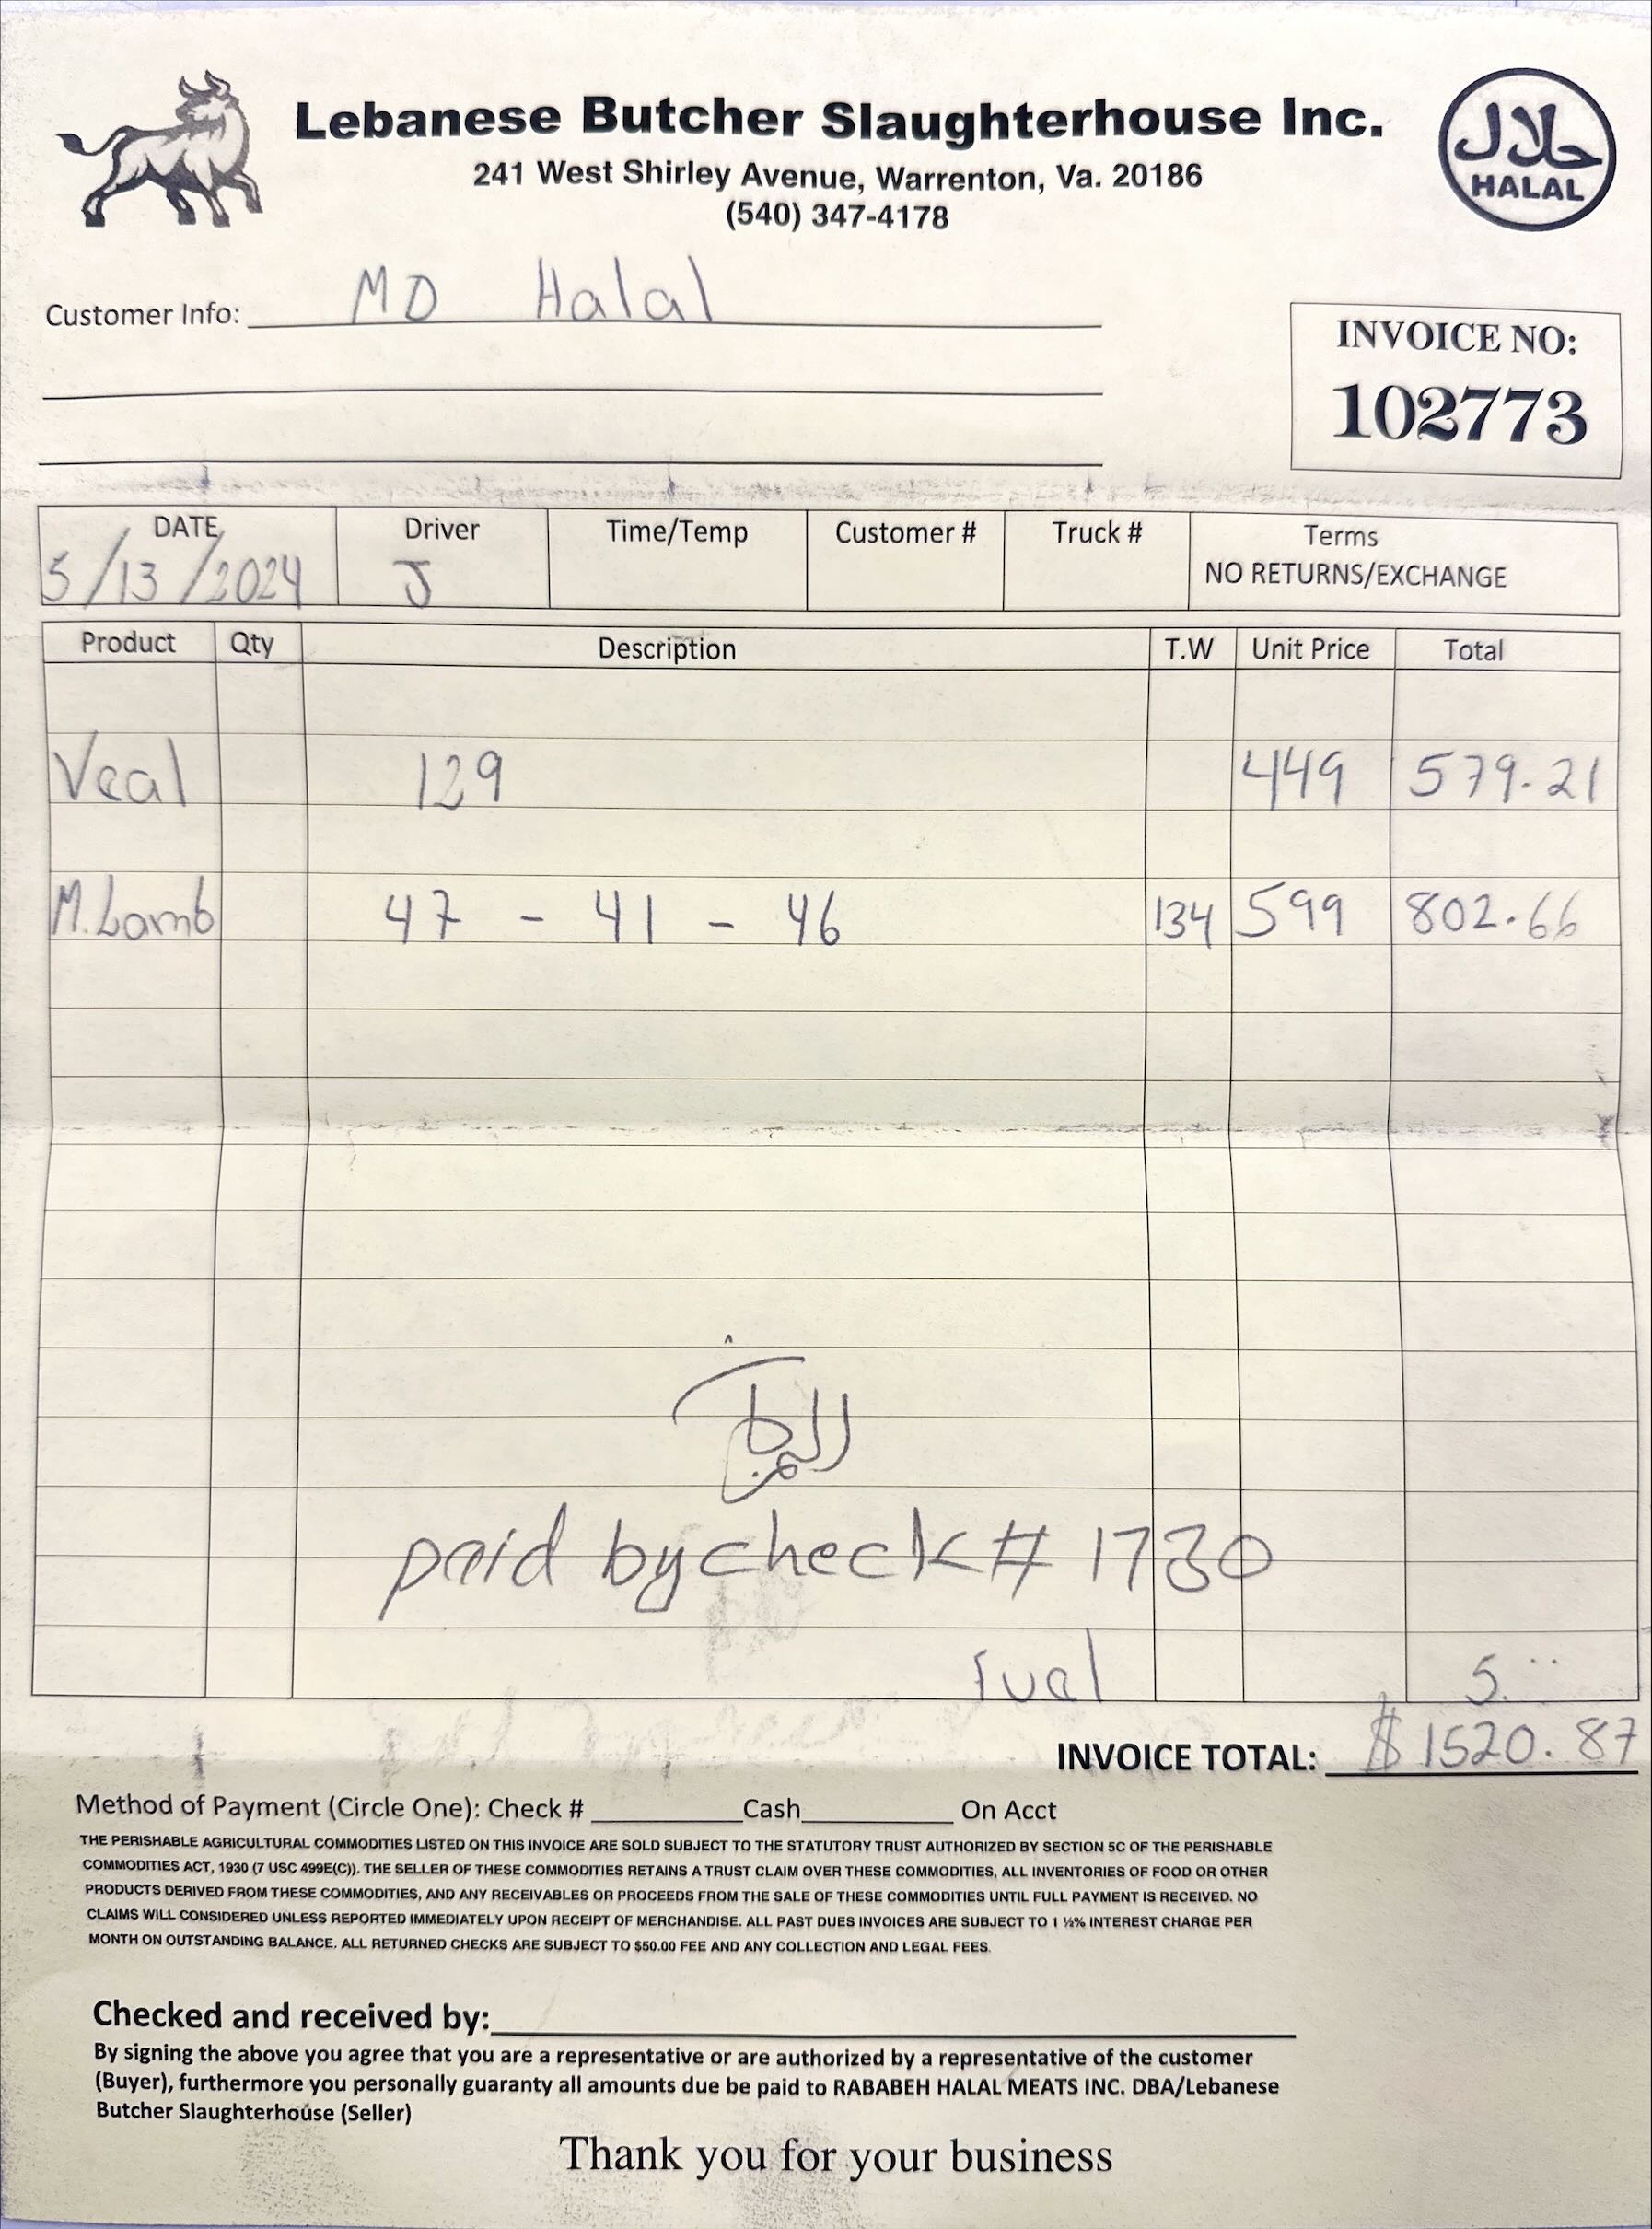 Lebanese Butcher Slaughterhouse Inc.
241 West Shirley Avenue, Warrenton, Va. 20186
(540) 347-4178
حلال
HALAL
Customer Info: MD Halal
INVOICE NO:
102773
DATE Driver Time/Temp Customer # Truck # Terms
5/13/2024 J NO RETURNS/EXCHANGE
Product Qty Description T.W Unit Price Total
Veal 129 449 579.21
M.Lamb 47 - 41 - 46 134 599 802.66
paid by check # 1730
Fual 5.
INVOICE TOTAL: $1520.87
Method of Payment (Circle One): Check # Cash On Acct
THE PERISHABLE AGRICULTURAL COMMODITIES LISTED ON THIS INVOICE ARE SOLD SUBJECT TO THE STATUTORY TRUST AUTHORIZED BY SECTION 5C OF THE PERISHABLE
COMMODITIES ACT, 1930 (7 USC 499E(C)). THE SELLER OF THESE COMMODITIES RETAINS A TRUST CLAIM OVER THESE COMMODITIES, ALL INVENTORIES OF FOOD OR OTHER
PRODUCTS DERIVED FROM THESE COMMODITIES, AND ANY RECEIVABLES OR PROCEEDS FROM THE SALE OF THESE COMMODITIES UNTIL FULL PAYMENT IS RECEIVED. NO
CLAIMS WILL CONSIDERED UNLESS REPORTED IMMEDIATELY UPON RECEIPT OF MERCHANDISE. ALL PAST DUES INVOICES ARE SUBJECT TO 1 ½% INTEREST CHARGE PER
MONTH ON OUTSTANDING BALANCE. ALL RETURNED CHECKS ARE SUBJECT TO $50.00 FEE AND ANY COLLECTION AND LEGAL FEES.
Checked and received by:
By signing the above you agree that you are a representative or are authorized by a representative of the customer
(Buyer), furthermore you personally guaranty all amounts due be paid to RABABEH HALAL MEATS INC. DBA/Lebanese
Butcher Slaughterhouse (Seller)
Thank you for your business